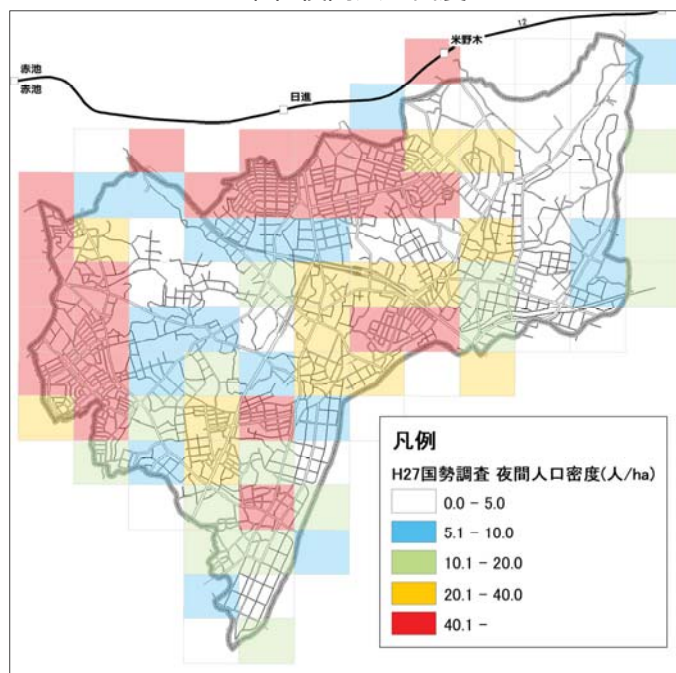 12
米野木
赤池
赤池
日進
凡例
H27国勢調査 夜間人口密度(人/ha)
0.0 - 5.0
5.1 - 10.0
10.1 - 20.0
20.1 - 40.0
40.1 -